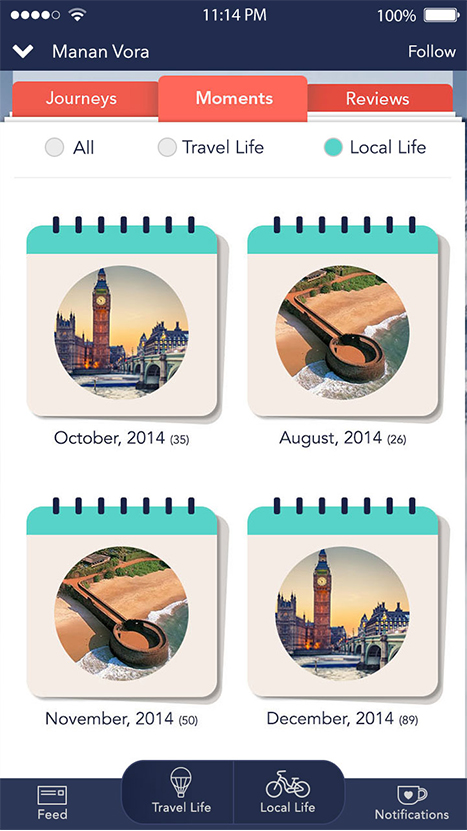 11:14 PM 100%
Manan Vora Follow
Journeys Moments Reviews
All Travel Life Local Life
October, 2014 (35) August, 2014 (26)
November, 2014 (50) December, 2014 (89)
Feed Travel Life Local Life Notifications